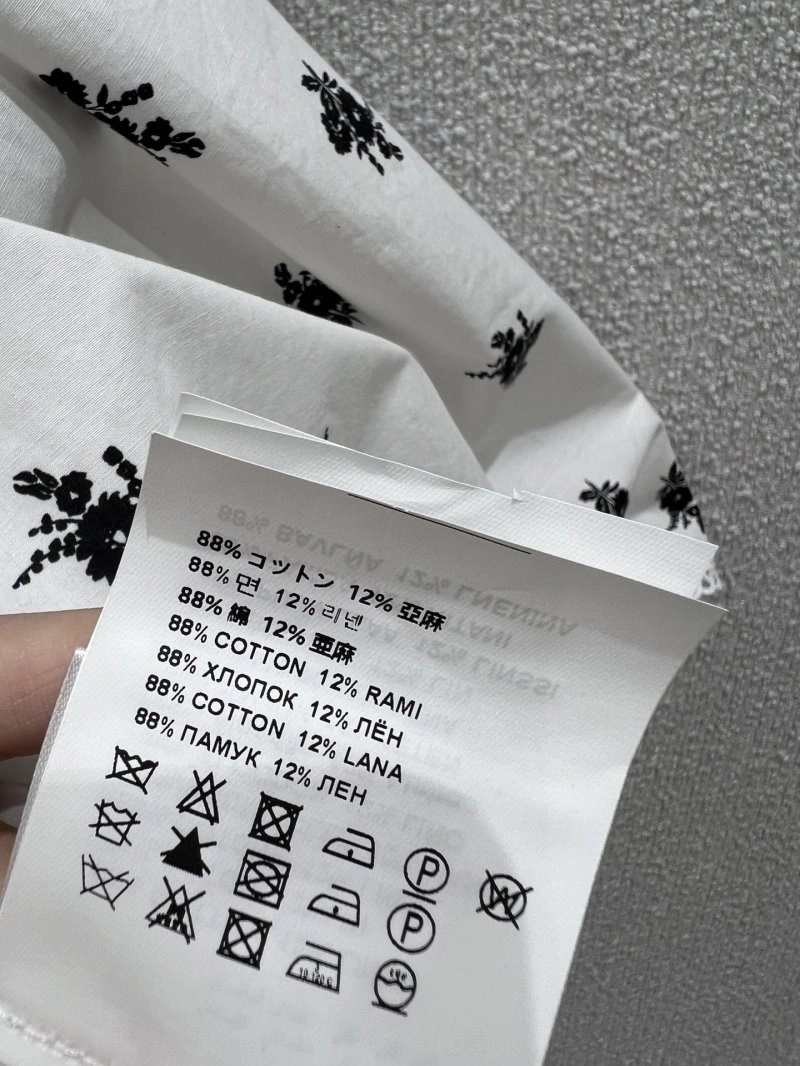 88% コットン 12% 亞麻
88% 면 12% 리넨
88% 綿 12% 亜麻
88% COTTON 12% RAMI
88% ХЛОПОК 12% ЛЁН
88% COTTON 12% LANA
88% ПАМУК 12% ЛЕН
P W
P